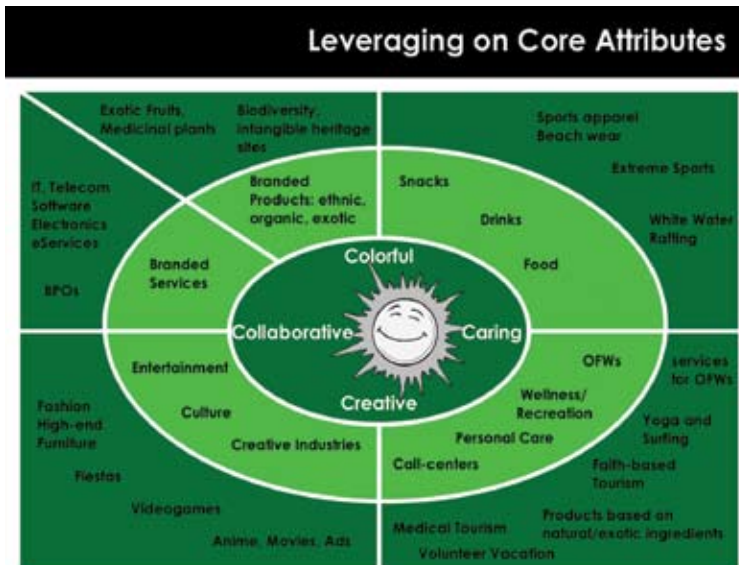 Leveraging on Core Attributes
Exotic Fruits,
Medicinal plants
Biodiversity,
intangible heritage
sites
Sports apparel
Beach wear
Extreme Sports
White Water
Rafting
IT, Telecom
Software
Electronics
eServices
BPOs
Branded
Products: ethnic,
organic, exotic
Snacks
Drinks
Food
Branded
Services
Colorful
Collaborative
Caring
Creative
Entertainment
Culture
Creative Industries
OFWs
Wellness/
Recreation
Personal Care
Call-centers
services
for OFWs
Yoga and
Surfing
Faith-based
Tourism
Products based on
natural/exotic ingredients
Medical Tourism
Volunteer Vacation
Fashion
High-end
Furniture
Fiestas
Videogames
Anime, Movies, Ads